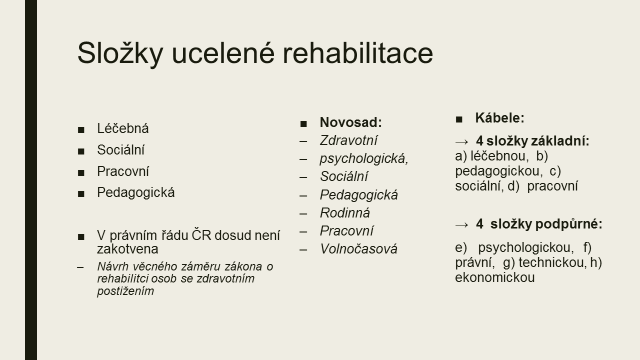 Složky ucelené rehabilitace
■ Léčebná
■ Sociální
■ Pracovní
■ Pedagogická
■ V právním řádu ČR dosud není
zakotvena
– Návrh věcného záměru zákona o
rehabilitci osob se zdravotním
postižením
■ Novosad:
– Zdravotní
– psychologická,
– Sociální
– Pedagogická
– Rodinná
– Pracovní
– Volnočasová
■ Kábele:
→ 4 složky základní:
a) léčebnou, b)
pedagogickou, c)
sociální, d) pracovní
→ 4 složky podpůrné:
e) psychologickou, f)
právní, g) technickou, h)
ekonomickou